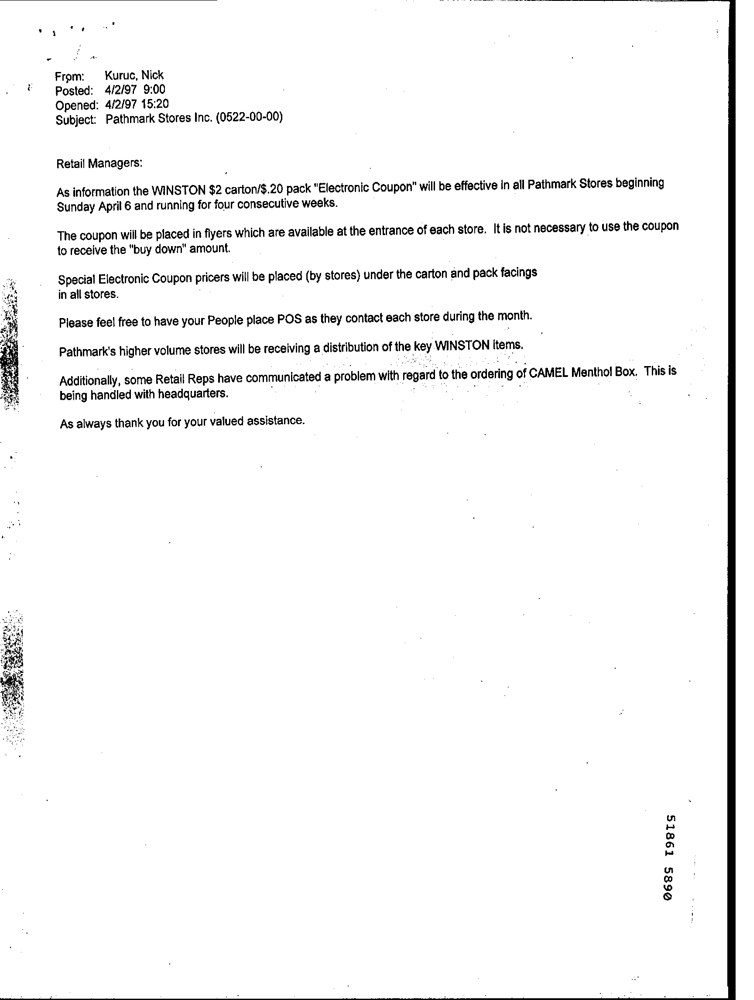 From: Kuruc, Nick
Posted: 4/2/97 9:00
Opened: 4/2/97 15:20
Subject: Pathmark Stores Inc. (0522-00-00)
Retail Managers:
As information the WINSTON $2 carton/$.20 pack "Electronic Coupon" will be effective in all Pathmark Stores beginning
Sunday April 6 and running for four consecutive weeks.
The coupon will be placed in flyers which are available at the entrance of each store. It is not necessary to use the coupon
to receive the "buy down" amount.
Special Electronic Coupon pricers will be placed (by stores) under the carton and pack facings
in all stores.
Please feel free to have your People place POS as they contact each store during the month.
Pathmark's higher volume stores will be receiving a distribution of the key WINSTON items.
Additionally, some Retail Reps have communicated a problem with regard to the ordering of CAMEL Menthol Box. This is
being handled with headquarters.
As always thank you for your valued assistance.
51861 5890